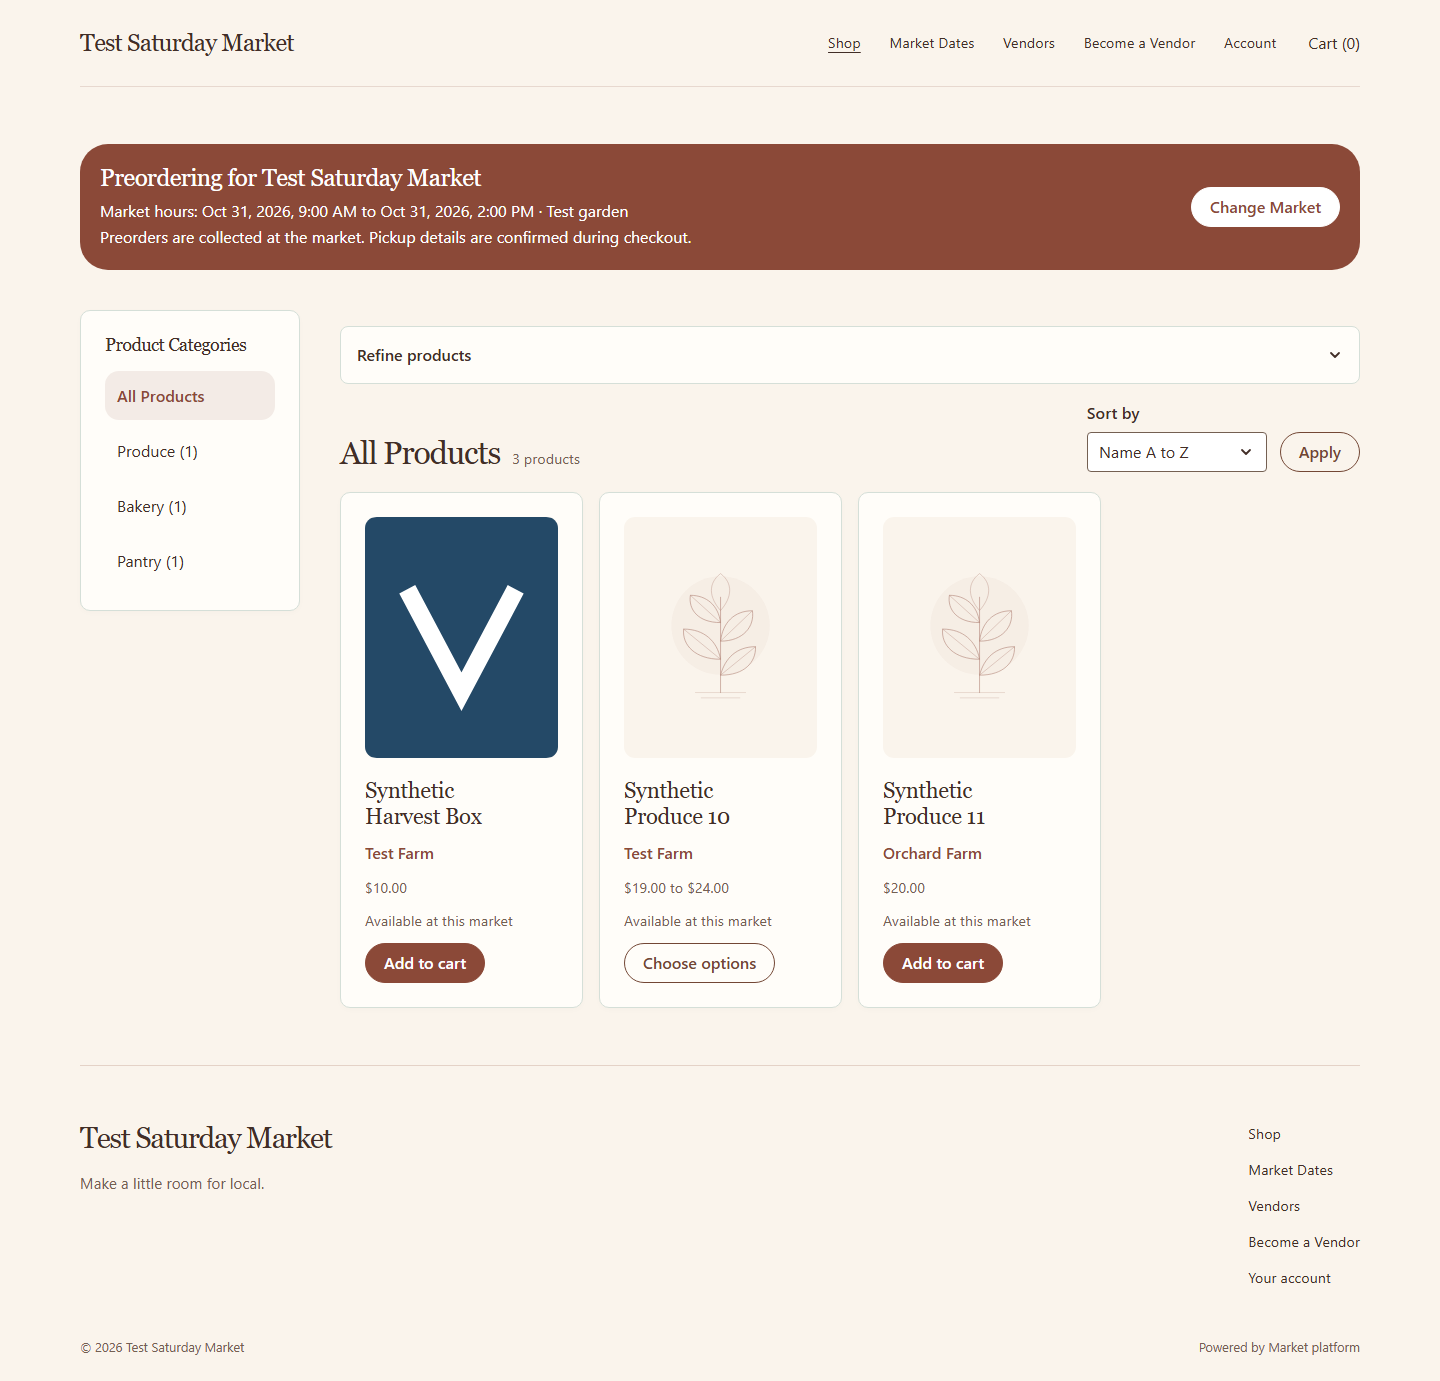 Test Saturday Market
Shop
Market Dates
Vendors
Become a Vendor
Account
Cart (0)
Preordering for Test Saturday Market
Market hours: Oct 31, 2026, 9:00 AM to Oct 31, 2026, 2:00 PM · Test garden
Preorders are collected at the market. Pickup details are confirmed during checkout.
Change Market
Product Categories
All Products
Produce (1)
Bakery (1)
Pantry (1)
Refine products
All Products 3 products
Sort by
Name A to Z
Apply
V
Synthetic
Harvest Box
Test Farm
$10.00
Available at this market
Add to cart
Synthetic
Produce 10
Test Farm
$19.00 to $24.00
Available at this market
Choose options
Synthetic
Produce 11
Orchard Farm
$20.00
Available at this market
Add to cart
Test Saturday Market
Make a little room for local.
Shop
Market Dates
Vendors
Become a Vendor
Your account
© 2026 Test Saturday Market
Powered by Market platform